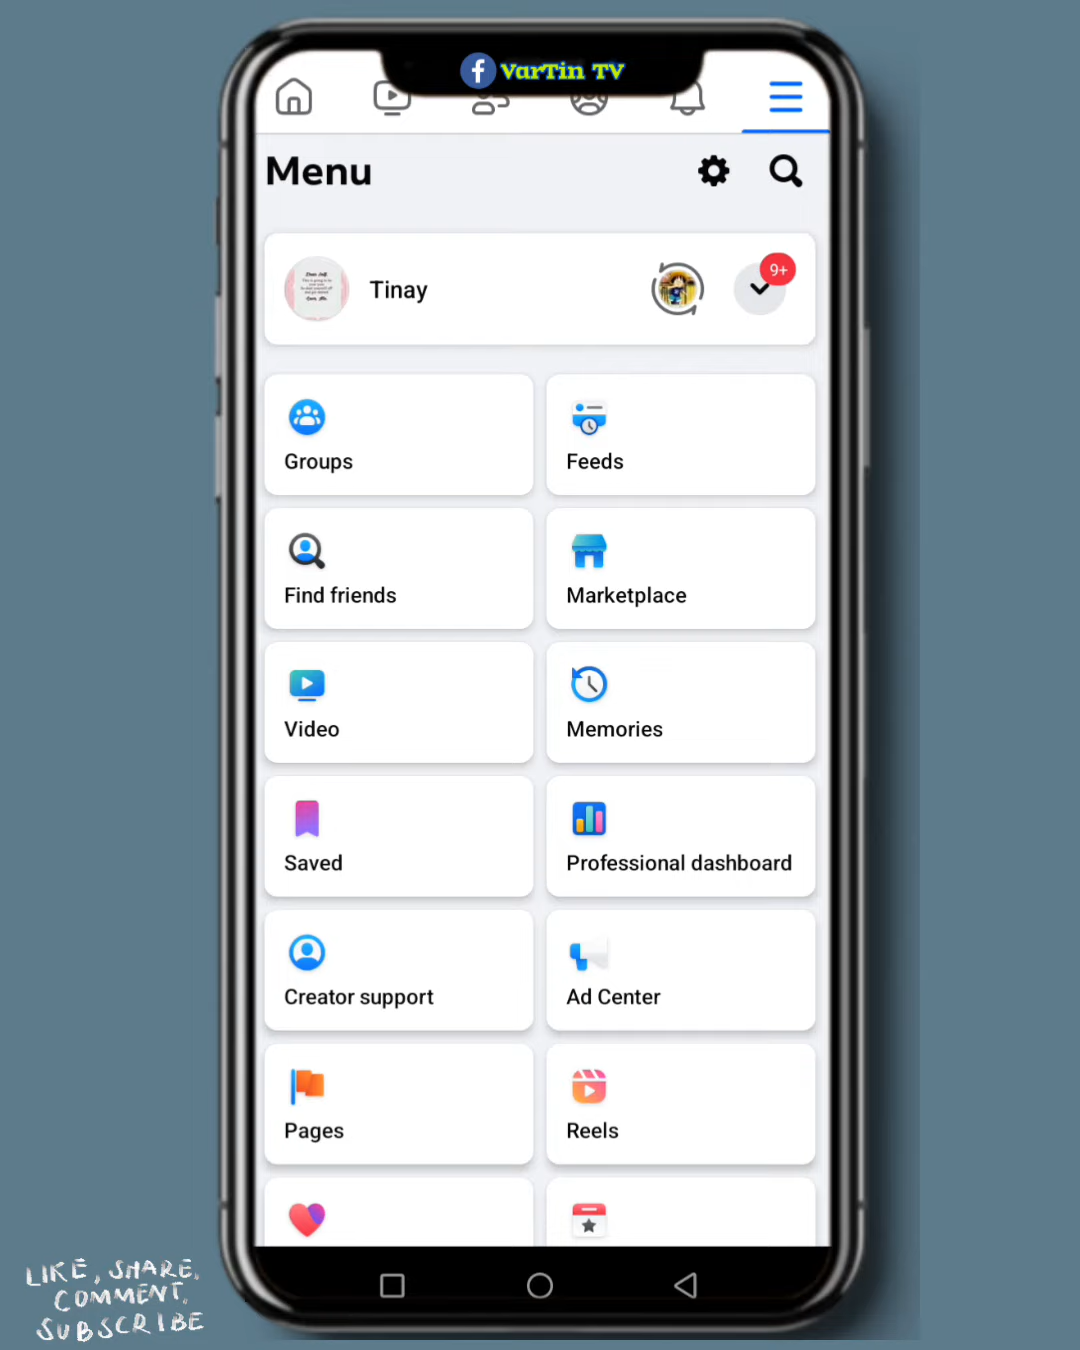 VarTin TV
Menu
Tinay
9+
Groups
Feeds
Find friends
Marketplace
Video
Memories
Saved
Professional dashboard
Creator support
Ad Center
Pages
Reels
LIKE, SHARE,
COMMENT,
SUBSCRIBE